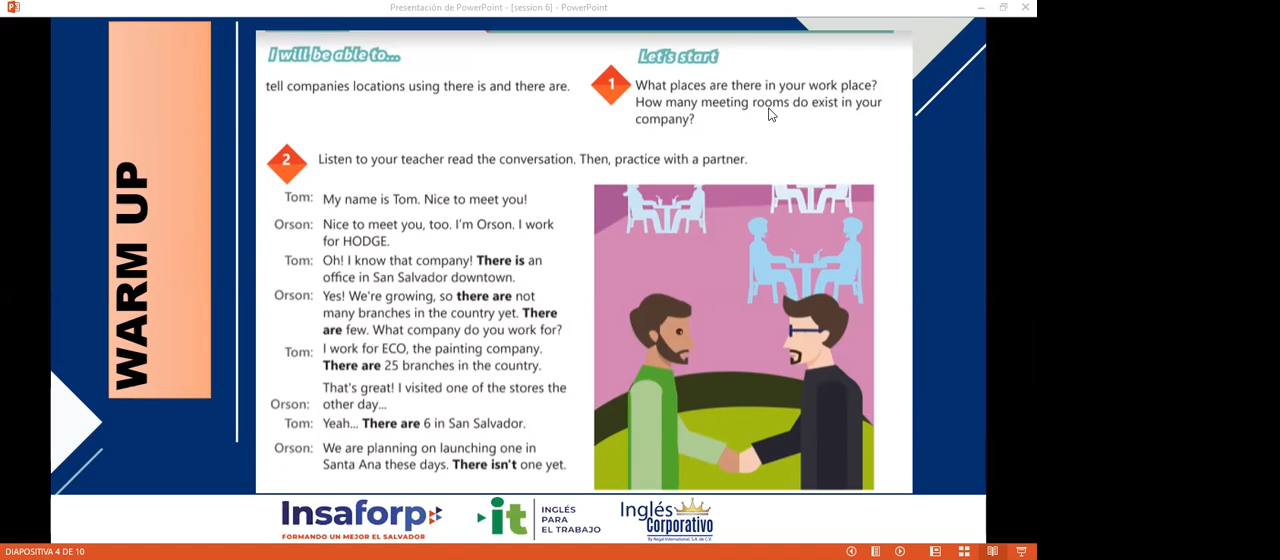 Presentación de PowerPoint - [session 6] - PowerPoint
WARM UP
I will be able to...
tell companies locations using there is and there are.
Let's start
1
What places are there in your work place?
How many meeting rooms do exist in your
company?
2
Listen to your teacher read the conversation. Then, practice with a partner.
Tom: My name is Tom. Nice to meet you!
Orson: Nice to meet you, too. I'm Orson. I work
for HODGE.
Tom: Oh! I know that company! There is an
office in San Salvador downtown.
Orson: Yes! We're growing, so there are not
many branches in the country yet. There
are few. What company do you work for?
Tom: I work for ECO, the painting company.
There are 25 branches in the country.
That's great! I visited one of the stores the
Orson: other day...
Tom: Yeah... There are 6 in San Salvador.
Orson: We are planning on launching one in
Santa Ana these days. There isn't one yet.
Insaforp
FORMANDO UN MEJOR EL SALVADOR
it
INGLÉS
PARA
EL TRABAJO
Inglés
Corporativo
By Regal International, S.A. de C.V.
DIAPOSITIVA 4 DE 10